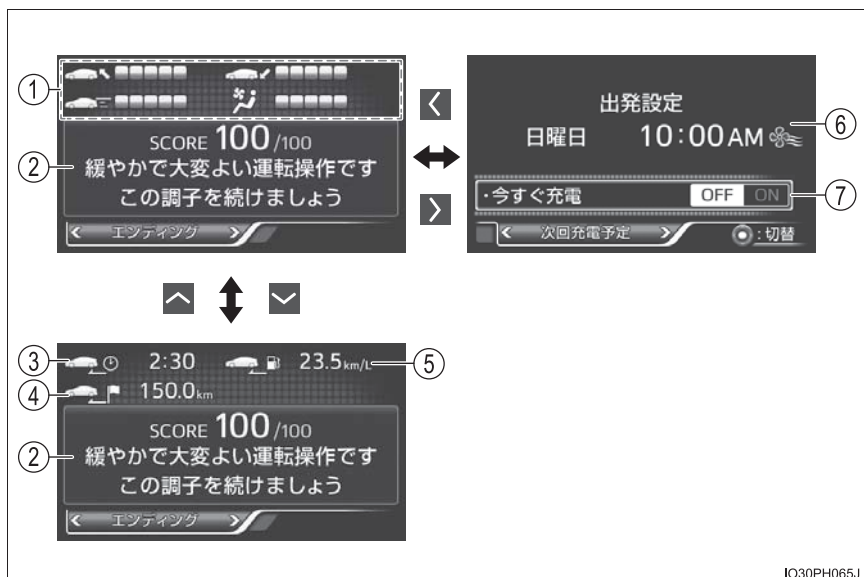 ①
SCORE 100/100
② 緩やかで大変よい運転操作です
この調子を続けましょう
エンディング
出発設定
日曜日 10:00 AM ⑥
・今すぐ充電 OFF ON ⑦
次回充電予定 :切替
③ 2:30 23.5 km/L ⑤
④ 150.0 km
SCORE 100/100
② 緩やかで大変よい運転操作です
この調子を続けましょう
エンディング
IO30PH065J